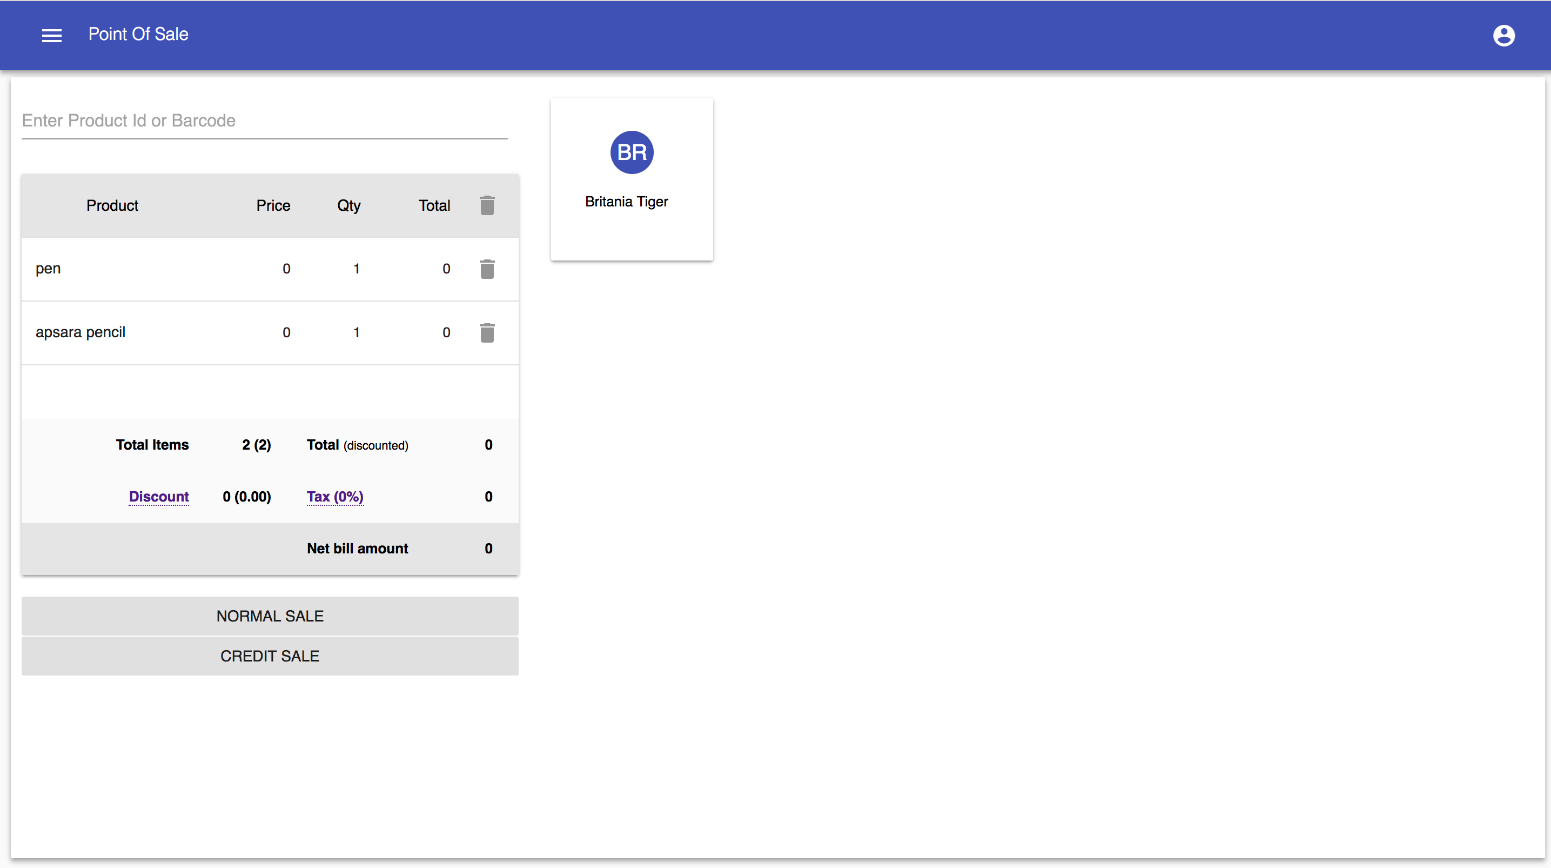 Point Of Sale
Enter Product Id or Barcode
Product Price Qty Total
pen 0 1 0
apsara pencil 0 1 0
Total Items 2 (2) Total (discounted) 0
Discount 0 (0.00) Tax (0%) 0
Net bill amount 0
NORMAL SALE
CREDIT SALE
BR
Britania Tiger